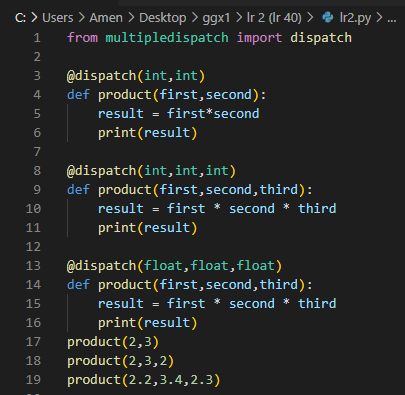 C: > Users > Amen > Desktop > ggx1 > lr 2 (lr 40) > lr2.py > ...
1 from multipledispatch import dispatch
2
3 @dispatch(int,int)
4 def product(first,second):
5     result = first*second
6     print(result)
7
8 @dispatch(int,int,int)
9 def product(first,second,third):
10     result = first * second * third
11     print(result)
12
13 @dispatch(float,float,float)
14 def product(first,second,third):
15     result = first * second * third
16     print(result)
17 product(2,3)
18 product(2,3,2)
19 product(2.2,3.4,2.3)